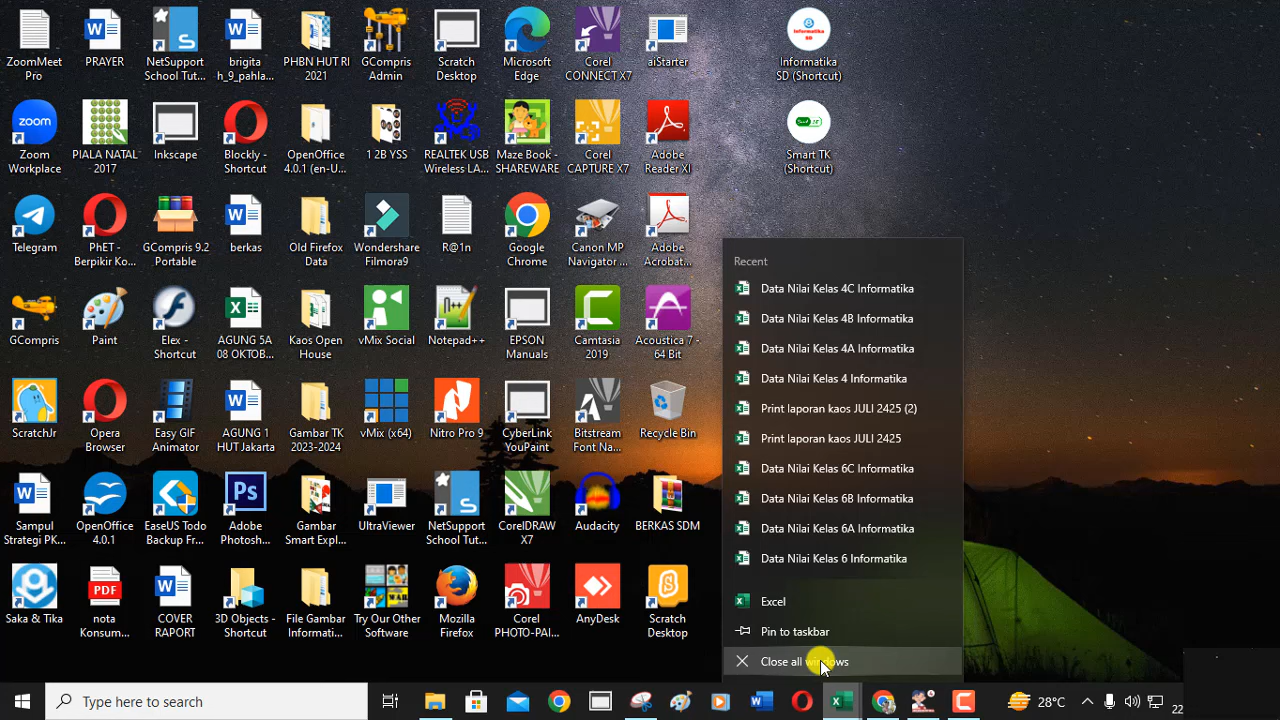 ZoomMeet
Pro
PRAYER
NetSupport
School Tut...
brigita
h_9_pahla...
PHBN HUT RI
2021
GCompris
Admin
Scratch
Desktop
Microsoft
Edge
Corel
CONNECT X7
aiStarter
Informatika
SD
Informatika
SD (Shortcut)
zoom
Zoom
Workplace
PIALA NATAL
2017
Inkscape
Blockly -
Shortcut
OpenOffice
4.0.1 (en-U...
1 2B YSS
REALTEK USB
Wireless LA...
Maze Book -
SHAREWARE
Corel
CAPTURE X7
Adobe
Reader XI
Smart TK
(Shortcut)
Telegram
PhET -
Berpikir Ko...
GCompris 9.2
Portable
berkas
Old Firefox
Data
Wondershare
Filmora9
R@1n
Google
Chrome
Canon MP
Navigator ...
Adobe
Acrobat...
GCompris
Paint
Elex -
Shortcut
AGUNG 5A
08 OKTOB...
Kaos Open
House
vMix Social
Notepad++
EPSON
Manuals
Camtasia
2019
Acoustica 7 -
64 Bit
ScratchJr
Opera
Browser
Easy GIF
Animator
AGUNG 1
HUT Jakarta
Gambar TK
2023-2024
vMix (x64)
Nitro Pro 9
CyberLink
YouPaint
Bitstream
Font Na...
Recycle Bin
Sampul
Strategi PK...
OpenOffice
4.0.1
EaseUS Todo
Backup Fr...
Ps
Adobe
Photosh...
Gambar
Smart Expl...
UltraViewer
NetSupport
School Tut...
CorelDRAW
X7
Audacity
BERKAS SDM
Saka & Tika
PDF
nota
Konsum...
COVER
RAPORT
3D Objects -
Shortcut
File Gambar
Informati...
Try Our Other
Software
Mozilla
Firefox
Corel
PHOTO-PAI...
AnyDesk
Scratch
Desktop
Recent
Data Nilai Kelas 4C Informatika
Data Nilai Kelas 4B Informatika
Data Nilai Kelas 4A Informatika
Data Nilai Kelas 4 Informatika
Print laporan kaos JULI 2425 (2)
Print laporan kaos JULI 2425
Data Nilai Kelas 6C Informatika
Data Nilai Kelas 6B Informatika
Data Nilai Kelas 6A Informatika
Data Nilai Kelas 6 Informatika
Excel
Pin to taskbar
Close all windows
Type here to search
28°C
22